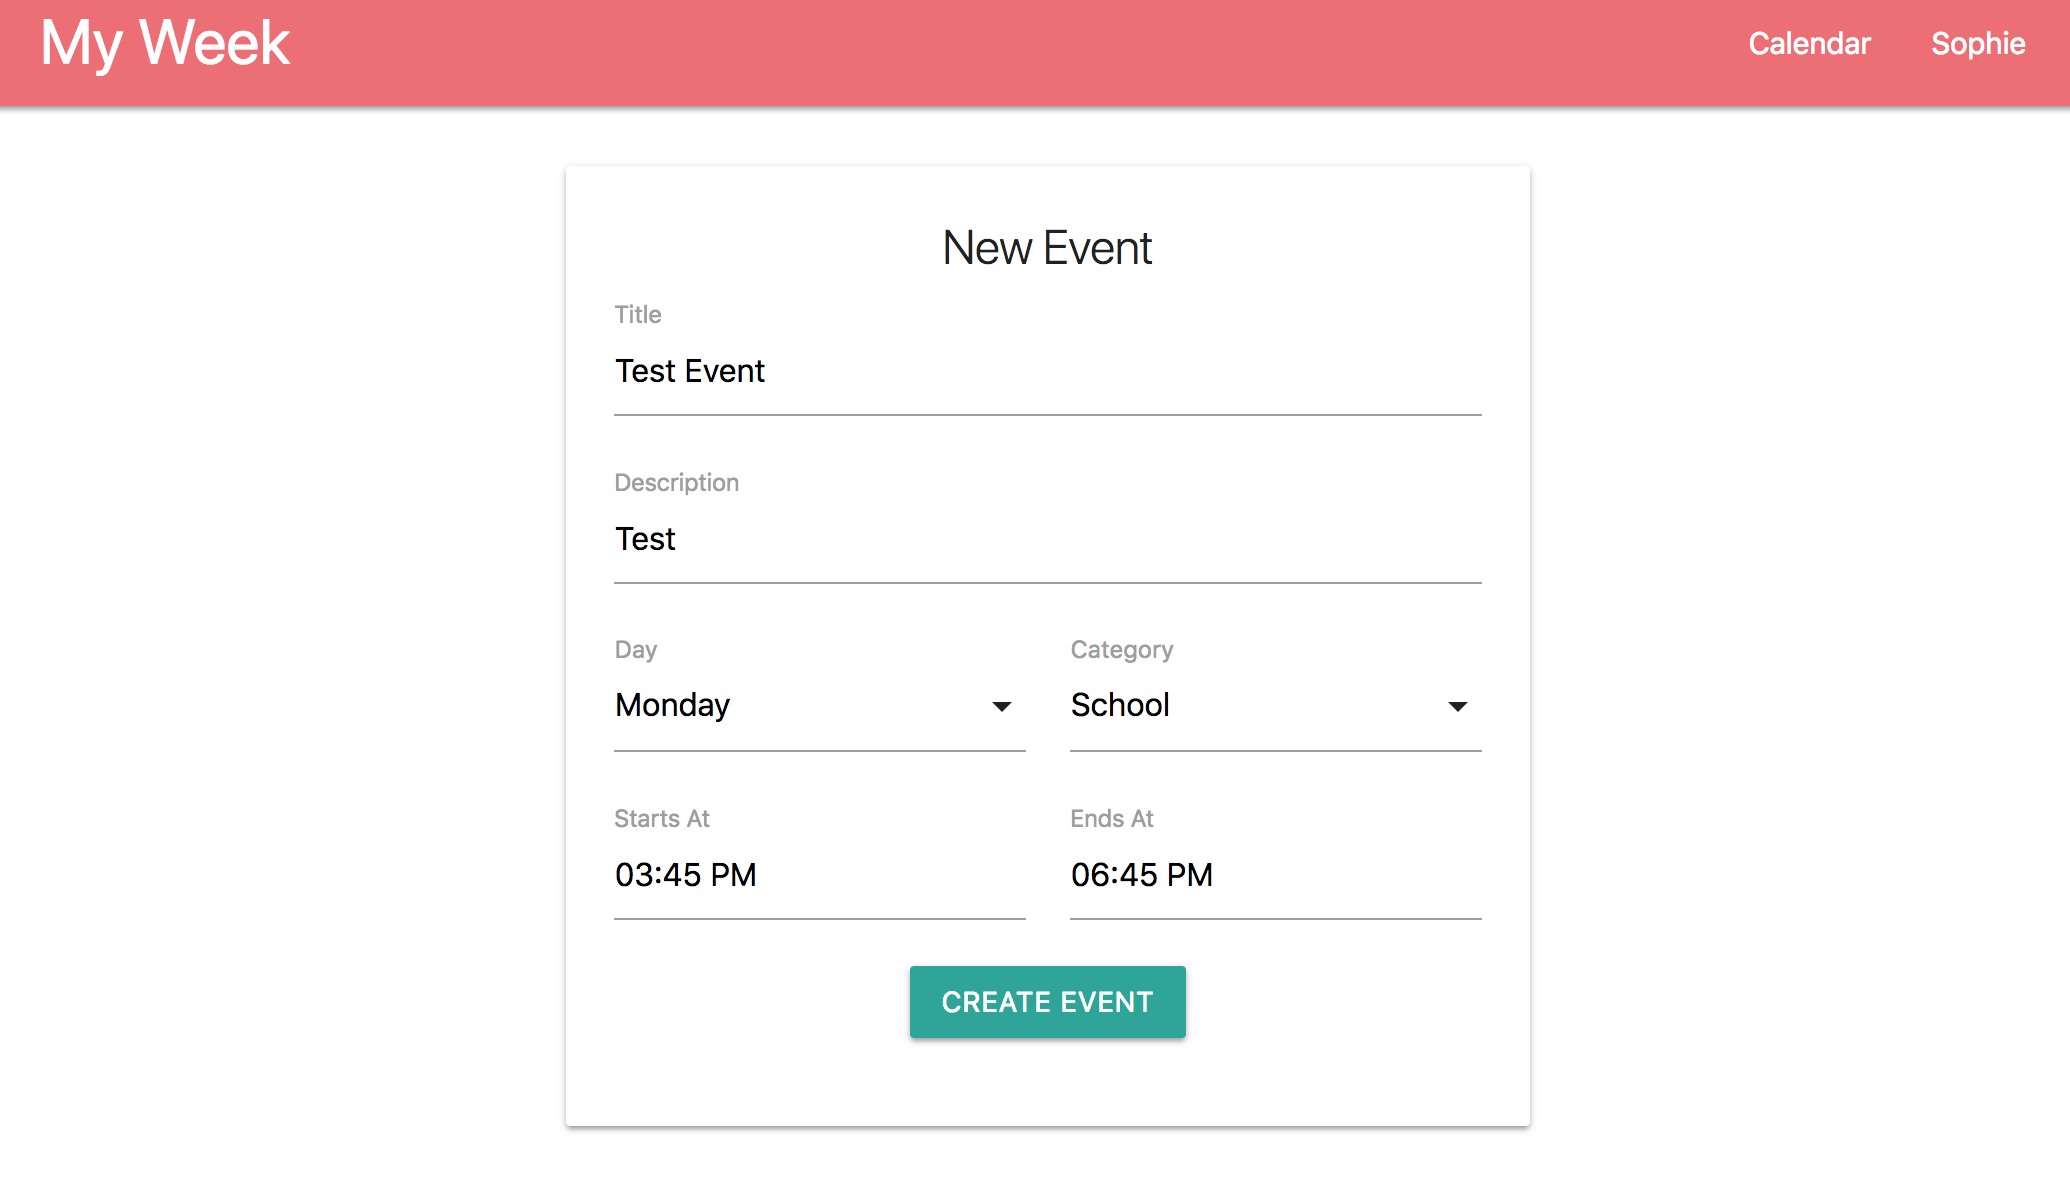 My Week
Calendar Sophie
New Event
Title
Test Event
Description
Test
Day Category
Monday School
Starts At Ends At
03:45 PM 06:45 PM
CREATE EVENT